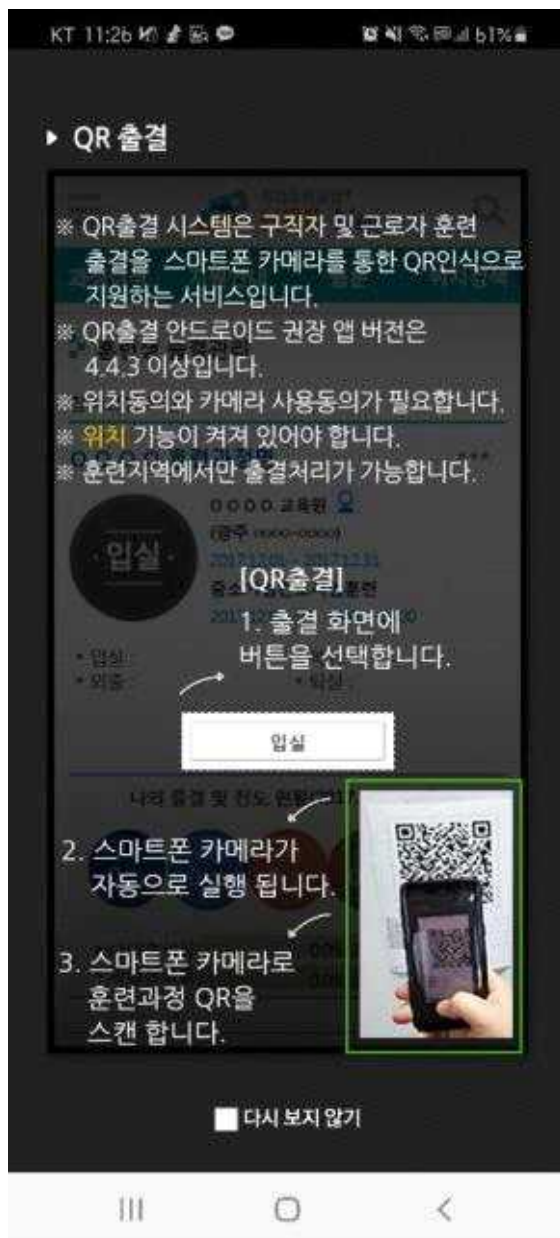 KT 11:26
61%
▶ QR 출결
※ QR출결 시스템은 구직자 및 근로자 훈련
출결을 스마트폰 카메라를 통한 QR인식으로
지원하는 서비스입니다.
※ QR출결 안드로이드 권장 앱 버전은
4.4.3 이상입니다.
※ 위치동의와 카메라 사용동의가 필요합니다.
※ 위치 기능이 켜져 있어야 합니다.
※ 훈련지역에서만 출결처리가 가능합니다.
O O O O 교육원
입실
[QR출결]
1. 출결 화면에
버튼을 선택합니다.
• 입실 :
• 외출 :
입실
2. 스마트폰 카메라가
자동으로 실행 됩니다.
3. 스마트폰 카메라로
훈련과정 QR을
스캔 합니다.
다시 보지 않기